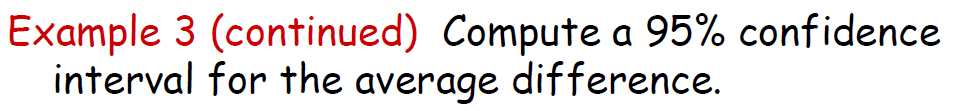 Example 3 (continued) Compute a 95% confidence
interval for the average difference.